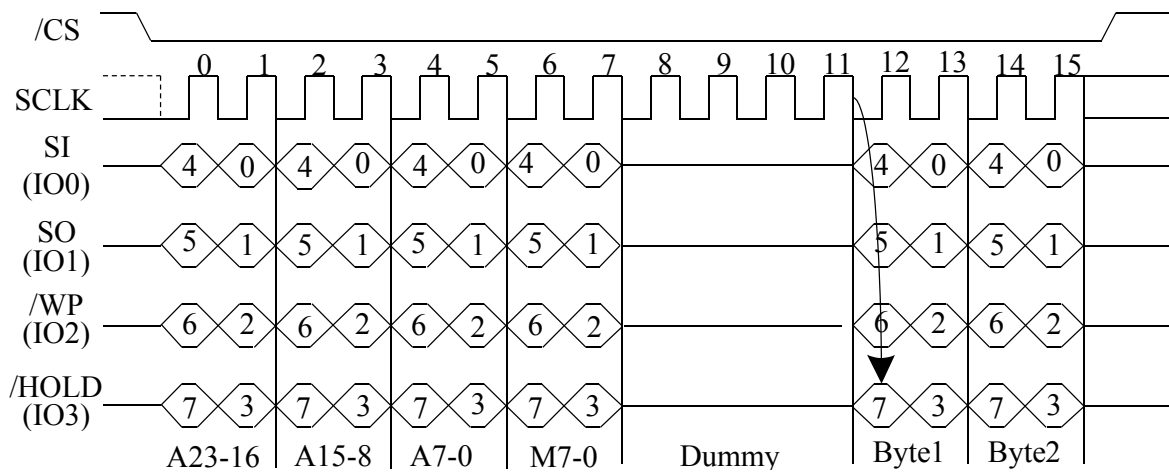 /CS
0 1 2 3 4 5 6 7 8 9 10 11 12 13 14 15
SCLK
SI
(IO0)
4 0 4 0 4 0 4 0 4 0 4 0
SO
(IO1)
5 1 5 1 5 1 5 1 5 1 5 1
/WP
(IO2)
6 2 6 2 6 2 6 2 6 2 6 2
/HOLD
(IO3)
7 3 7 3 7 3 7 3 7 3 7 3
A23-16 A15-8 A7-0 M7-0 Dummy Byte1 Byte2